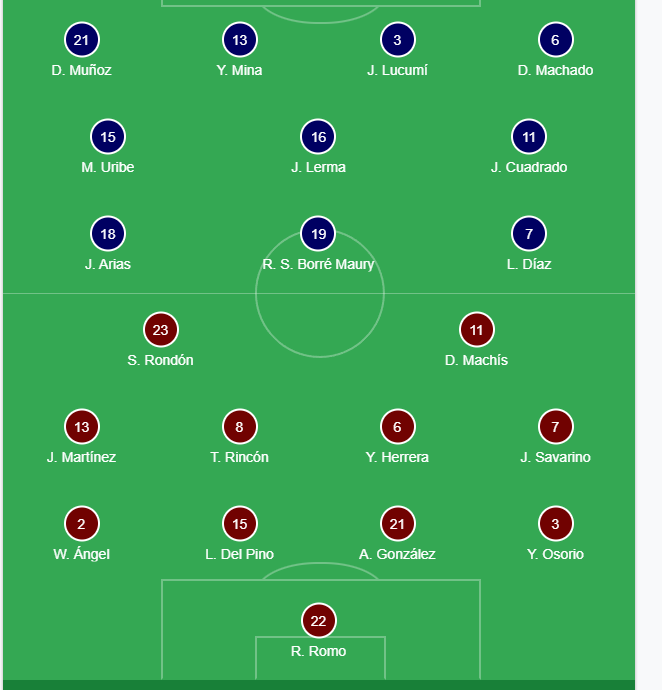 21 13 3 6
D. Muñoz Y. Mina J. Lucumí D. Machado
15 16 11
M. Uribe J. Lerma J. Cuadrado
18 19 7
J. Arias R. S. Borré Maury L. Díaz
23 11
S. Rondón D. Machís
13 8 6 7
J. Martínez T. Rincón Y. Herrera J. Savarino
2 15 21 3
W. Ángel L. Del Pino A. González Y. Osorio
22
R. Romo